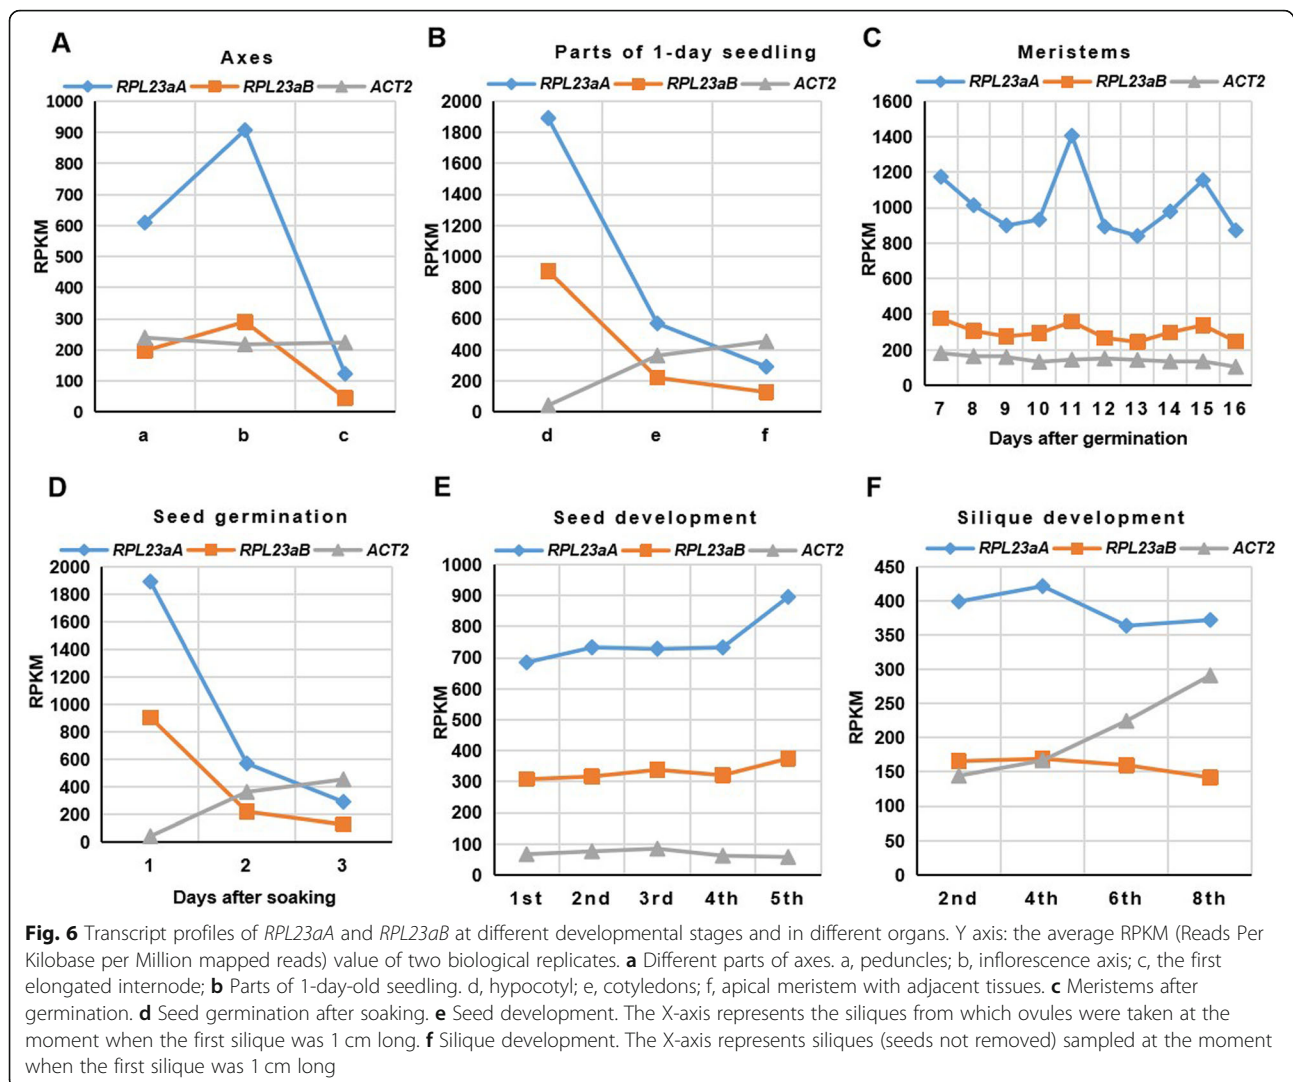 A
Axes
RPL23aA RPL23aB ACT2
1000
900
800
700
600
500
400
300
200
100
0
RPKM
a b c
B
Parts of 1-day seedling
RPL23aA RPL23aB ACT2
2000
1800
1600
1400
1200
1000
800
600
400
200
0
RPKM
d e f
C
Meristems
RPL23aA RPL23aB ACT2
1600
1400
1200
1000
800
600
400
200
0
RPKM
7 8 9 10 11 12 13 14 15 16
Days after germination
D
Seed germination
RPL23aA RPL23aB ACT2
2000
1800
1600
1400
1200
1000
800
600
400
200
0
RPKM
1 2 3
Days after soaking
E
Seed development
RPL23aA RPL23aB ACT2
1000
900
800
700
600
500
400
300
200
100
0
RPKM
1st 2nd 3rd 4th 5th
F
Silique development
RPL23aA RPL23aB ACT2
450
400
350
300
250
200
150
100
50
0
RPKM
2nd 4th 6th 8th
Fig. 6 Transcript profiles of RPL23aA and RPL23aB at different developmental stages and in different organs. Y axis: the average RPKM (Reads Per
Kilobase per Million mapped reads) value of two biological replicates. a Different parts of axes. a, peduncles; b, inflorescence axis; c, the first
elongated internode; b Parts of 1-day-old seedling. d, hypocotyl; e, cotyledons; f, apical meristem with adjacent tissues. c Meristems after
germination. d Seed germination after soaking. e Seed development. The X-axis represents the siliques from which ovules were taken at the
moment when the first silique was 1 cm long. f Silique development. The X-axis represents siliques (seeds not removed) sampled at the moment
when the first silique was 1 cm long